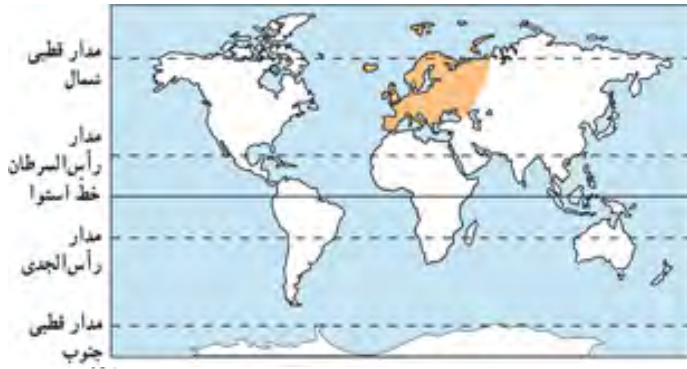 مدار قطبی
شمال
مدار
رأس‌السرطان
خط استوا
مدار
رأس‌الجدی
مدار قطبی
جنوب